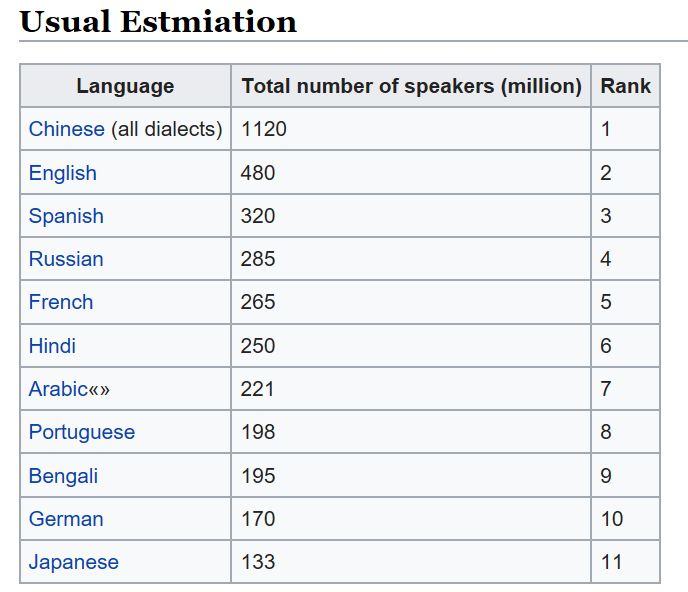 Usual Estmiation
Language Total number of speakers (million) Rank
Chinese (all dialects) 1120 1
English 480 2
Spanish 320 3
Russian 285 4
French 265 5
Hindi 250 6
Arabic«» 221 7
Portuguese 198 8
Bengali 195 9
German 170 10
Japanese 133 11